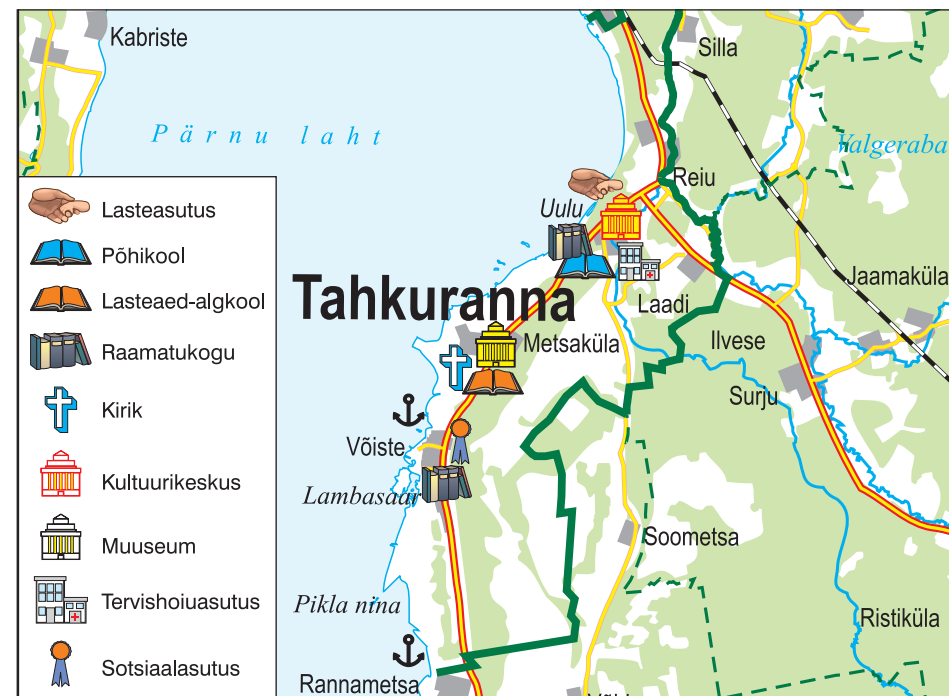 Kabriste
Silla
Pärnu laht
Valgeraba
Reiu
Lasteasutus
Uulu
Põhikool
Jaamaküla
Tahkuranna
Lasteaed-algkool
Laadi
Raamatukogu
Metsaküla
Ilvese
Kirik
Surju
Võiste
Kultuurikeskus
Lambasaar
Muuseum
Soometsa
Tervishoiuasutus
Pikla nina
Ristiküla
Sotsiaalasutus
Rannametsa